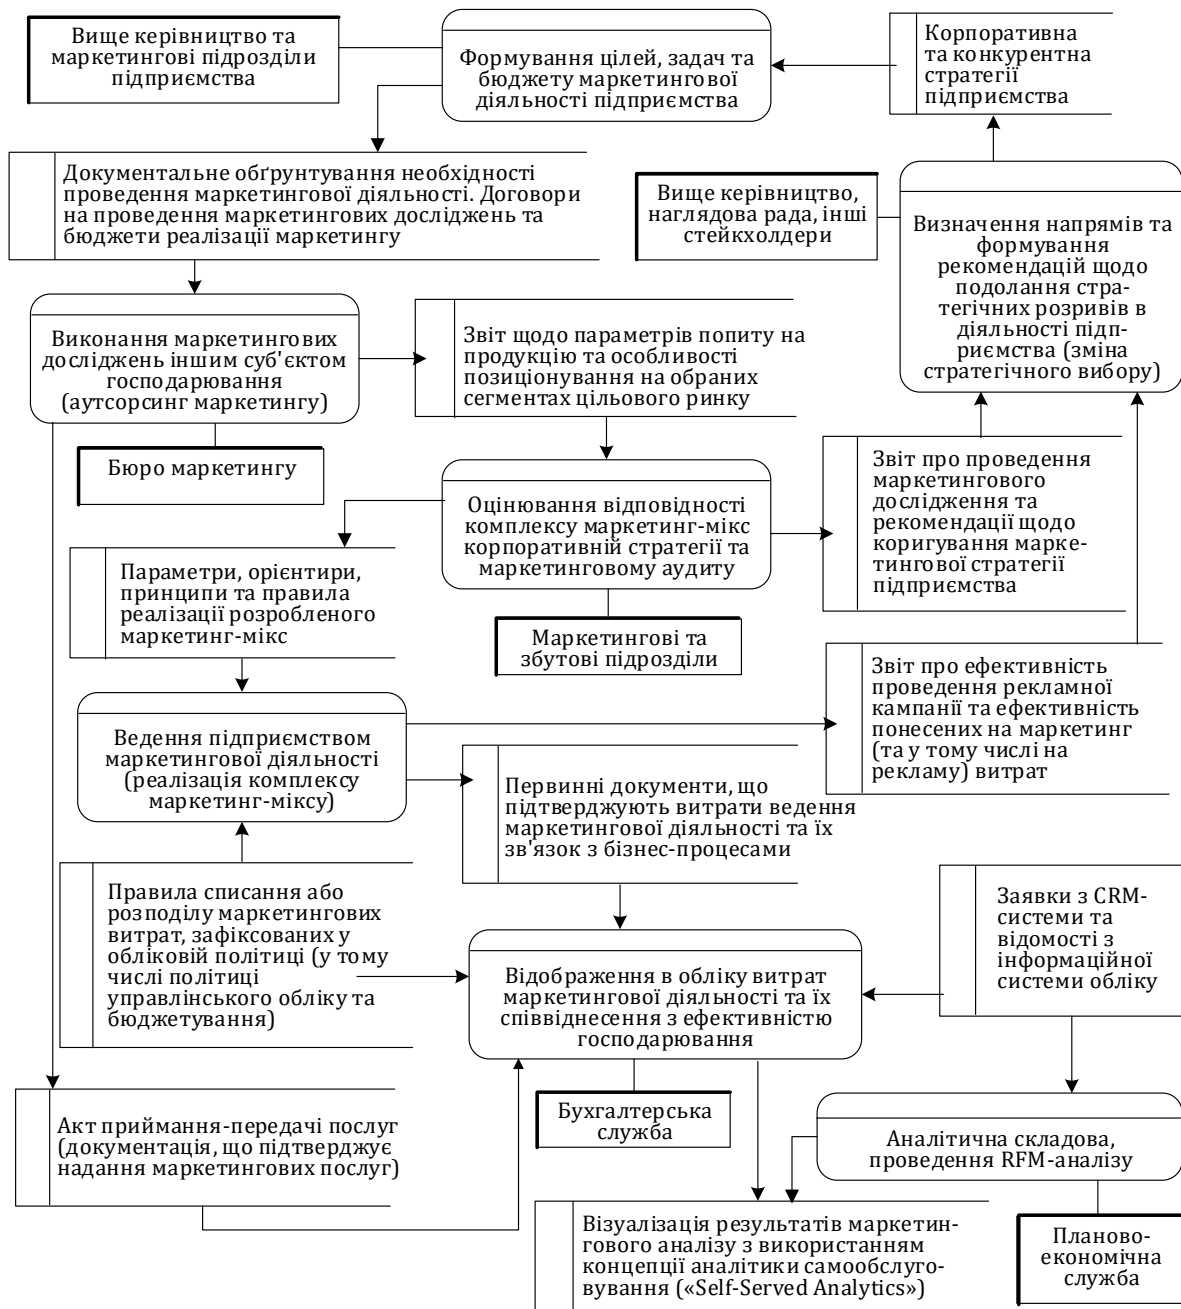 Вище керівництво та
маркетингові підрозділи
підприємства
Формування цілей, задач та
бюджету маркетингової
діяльності підприємства
Корпоративна
та конкурентна
стратегії
підприємства
Документальне обґрунтування необхідності
проведення маркетингової діяльності. Договори
на проведення маркетингових досліджень та
бюджети реалізації маркетингу
Вище керівництво,
наглядова рада, інші
стейкхолдери
Визначення напрямів та
формування
рекомендацій щодо
подолання стра-
тегічних розривів в
діяльності підп-
риємства (зміна
стратегічного вибору)
Виконання маркетингових
досліджень іншим суб'єктом
господарювання
(аутсорсинг маркетингу)
Звіт щодо параметрів попиту на
продукцію та особливості
позиціонування на обраних
сегментах цільового ринку
Бюро маркетингу
Оцінювання відповідності
комплексу маркетинг-мікс
корпоративній стратегії та
маркетинговому аудиту
Звіт про проведення
маркетингового
дослідження та
рекомендації щодо
коригування марке-
тингової стратегії
підприємства
Параметри, орієнтири,
принципи та правила
реалізації розробленого
маркетинг-мікс
Маркетингові та
збутові підрозділи
Звіт про ефективність
проведення рекламної
кампанії та ефективність
понесених на маркетинг
(та у тому числі на
рекламу) витрат
Ведення підприємством
маркетингової діяльності
(реалізація комплексу
маркетинг-міксу)
Первинні документи, що
підтверджують витрати ведення
маркетингової діяльності та їх
зв'язок з бізнес-процесами
Правила списання або
розподілу маркетингових
витрат, зафіксованих у
обліковій політиці (у тому
числі політиці
управлінського обліку та
бюджетування)
Заявки з CRM-
системи та
відомості з
інформаційної
системи обліку
Відображення в обліку витрат
маркетингової діяльності та їх
співвіднесення з ефективністю
господарювання
Акт приймання-передачі послуг
(документація, що підтверджує
надання маркетингових послуг)
Бухгалтерська
служба
Аналітична складова,
проведення RFM-аналізу
Візуалізація результатів маркетин-
гового аналізу з використанням
концепції аналітики самообслуго-
вування («Self-Served Analytics»)
Планово-
економічна
служба